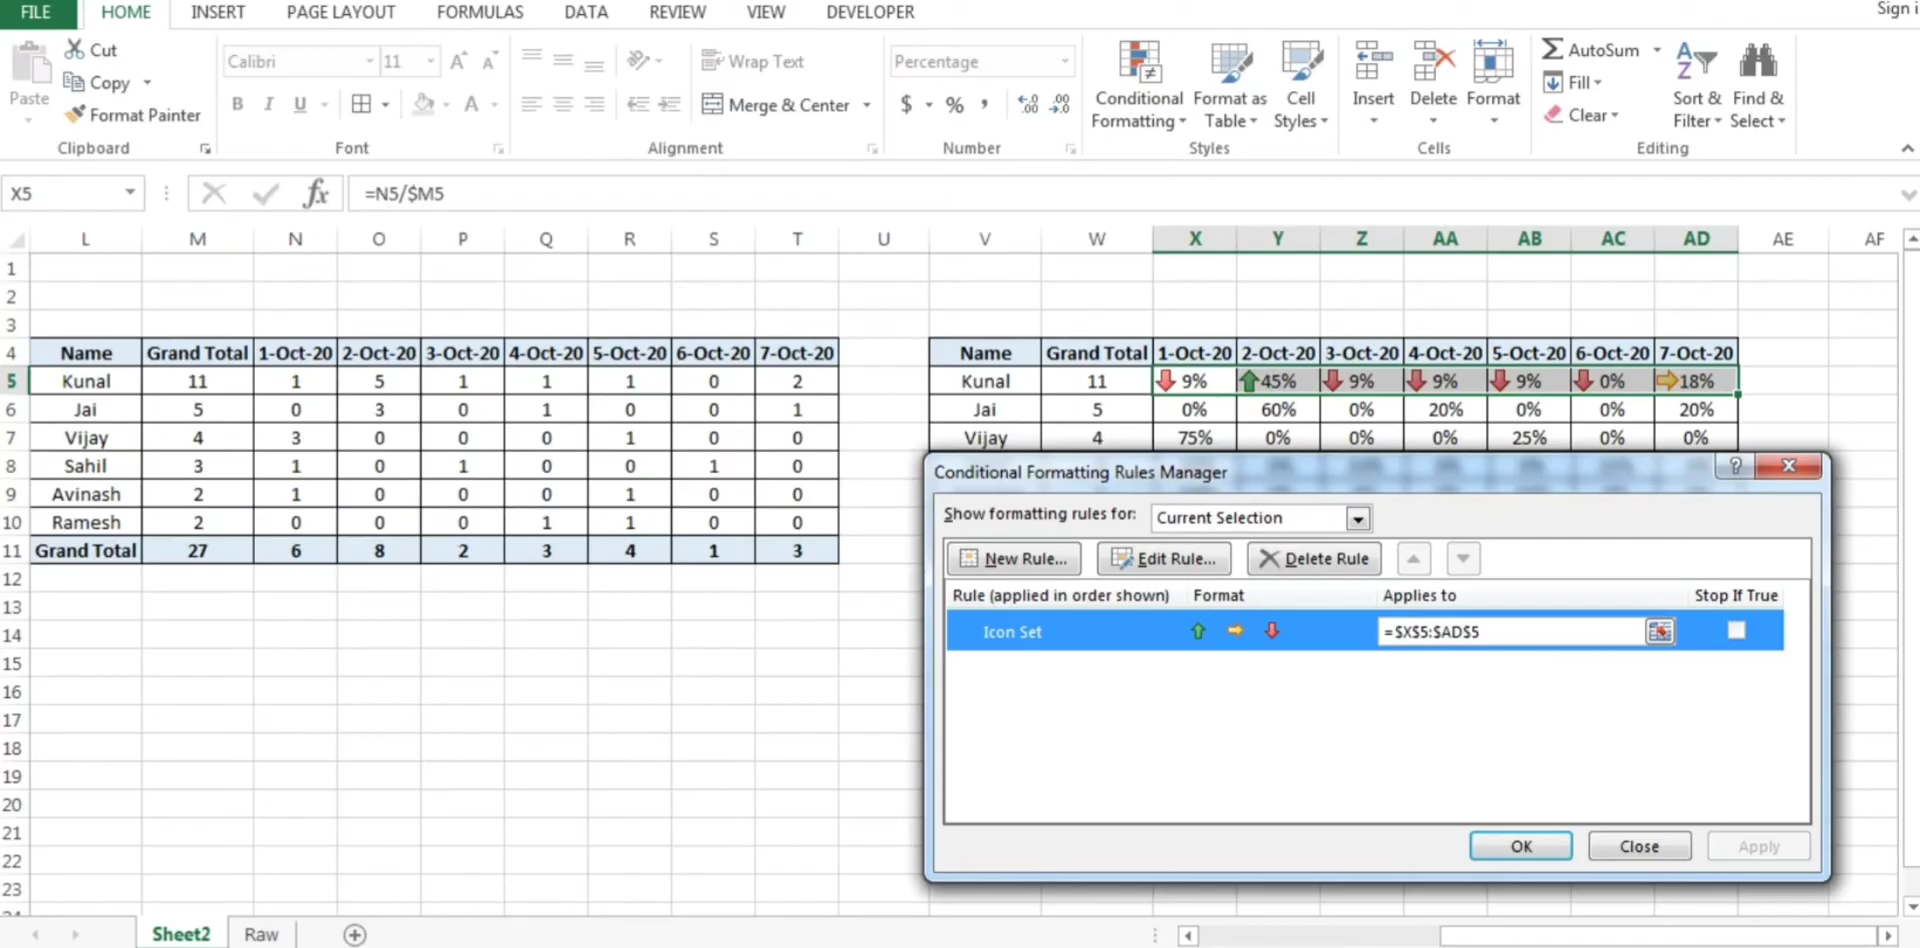 FILE HOME INSERT PAGE LAYOUT FORMULAS DATA REVIEW VIEW DEVELOPER Sign i
Paste Cut Copy Format Painter Clipboard
Calibri 11 B I U A Font
Wrap Text Merge & Center Alignment
Percentage $ % , Number
Conditional Formatting Format as Table Cell Styles Styles
Insert Delete Format Cells
AutoSum Fill Clear Sort & Filter Find & Select Editing
X5 fx =N5/$M5
L M N O P Q R S T U V W X Y Z AA AB AC AD AE AF
1
2
3
4 Name Grand Total 1-Oct-20 2-Oct-20 3-Oct-20 4-Oct-20 5-Oct-20 6-Oct-20 7-Oct-20 Name Grand Total 1-Oct-20 2-Oct-20 3-Oct-20 4-Oct-20 5-Oct-20 6-Oct-20 7-Oct-20
5 Kunal 11 1 5 1 1 1 0 2 Kunal 11 9% 45% 9% 9% 9% 0% 18%
6 Jai 5 0 3 0 1 0 0 1 Jai 5 0% 60% 0% 20% 0% 0% 20%
7 Vijay 4 3 0 0 0 1 0 0 Vijay 4 75% 0% 0% 0% 25% 0% 0%
8 Sahil 3 1 0 1 0 0 1 0
9 Avinash 2 1 0 0 0 1 0 0
10 Ramesh 2 0 0 0 1 1 0 0
11 Grand Total 27 6 8 2 3 4 1 3
12
13
14
15
16
17
18
19
20
21
22
23
Conditional Formatting Rules Manager ?
Show formatting rules for: Current Selection
New Rule... Edit Rule... Delete Rule
Rule (applied in order shown) Format Applies to Stop If True
Icon Set =$X$5:$AD$5
OK Close Apply
Sheet2 Raw